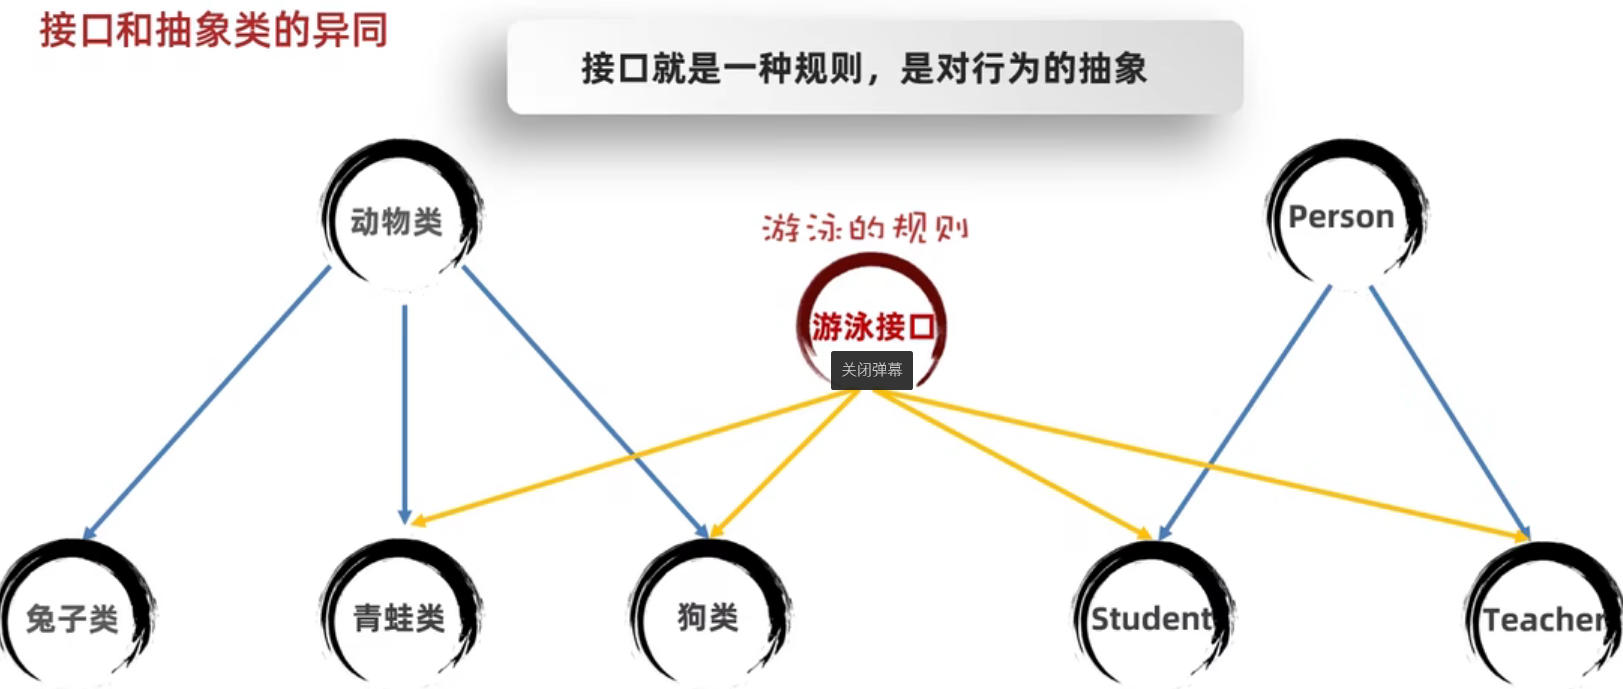 接口和抽象类的异同
接口就是一种规则，是对行为的抽象
动物类
游泳的规则
Person
游泳接口
关闭弹幕
兔子类
青蛙类
狗类
Student
Teacher